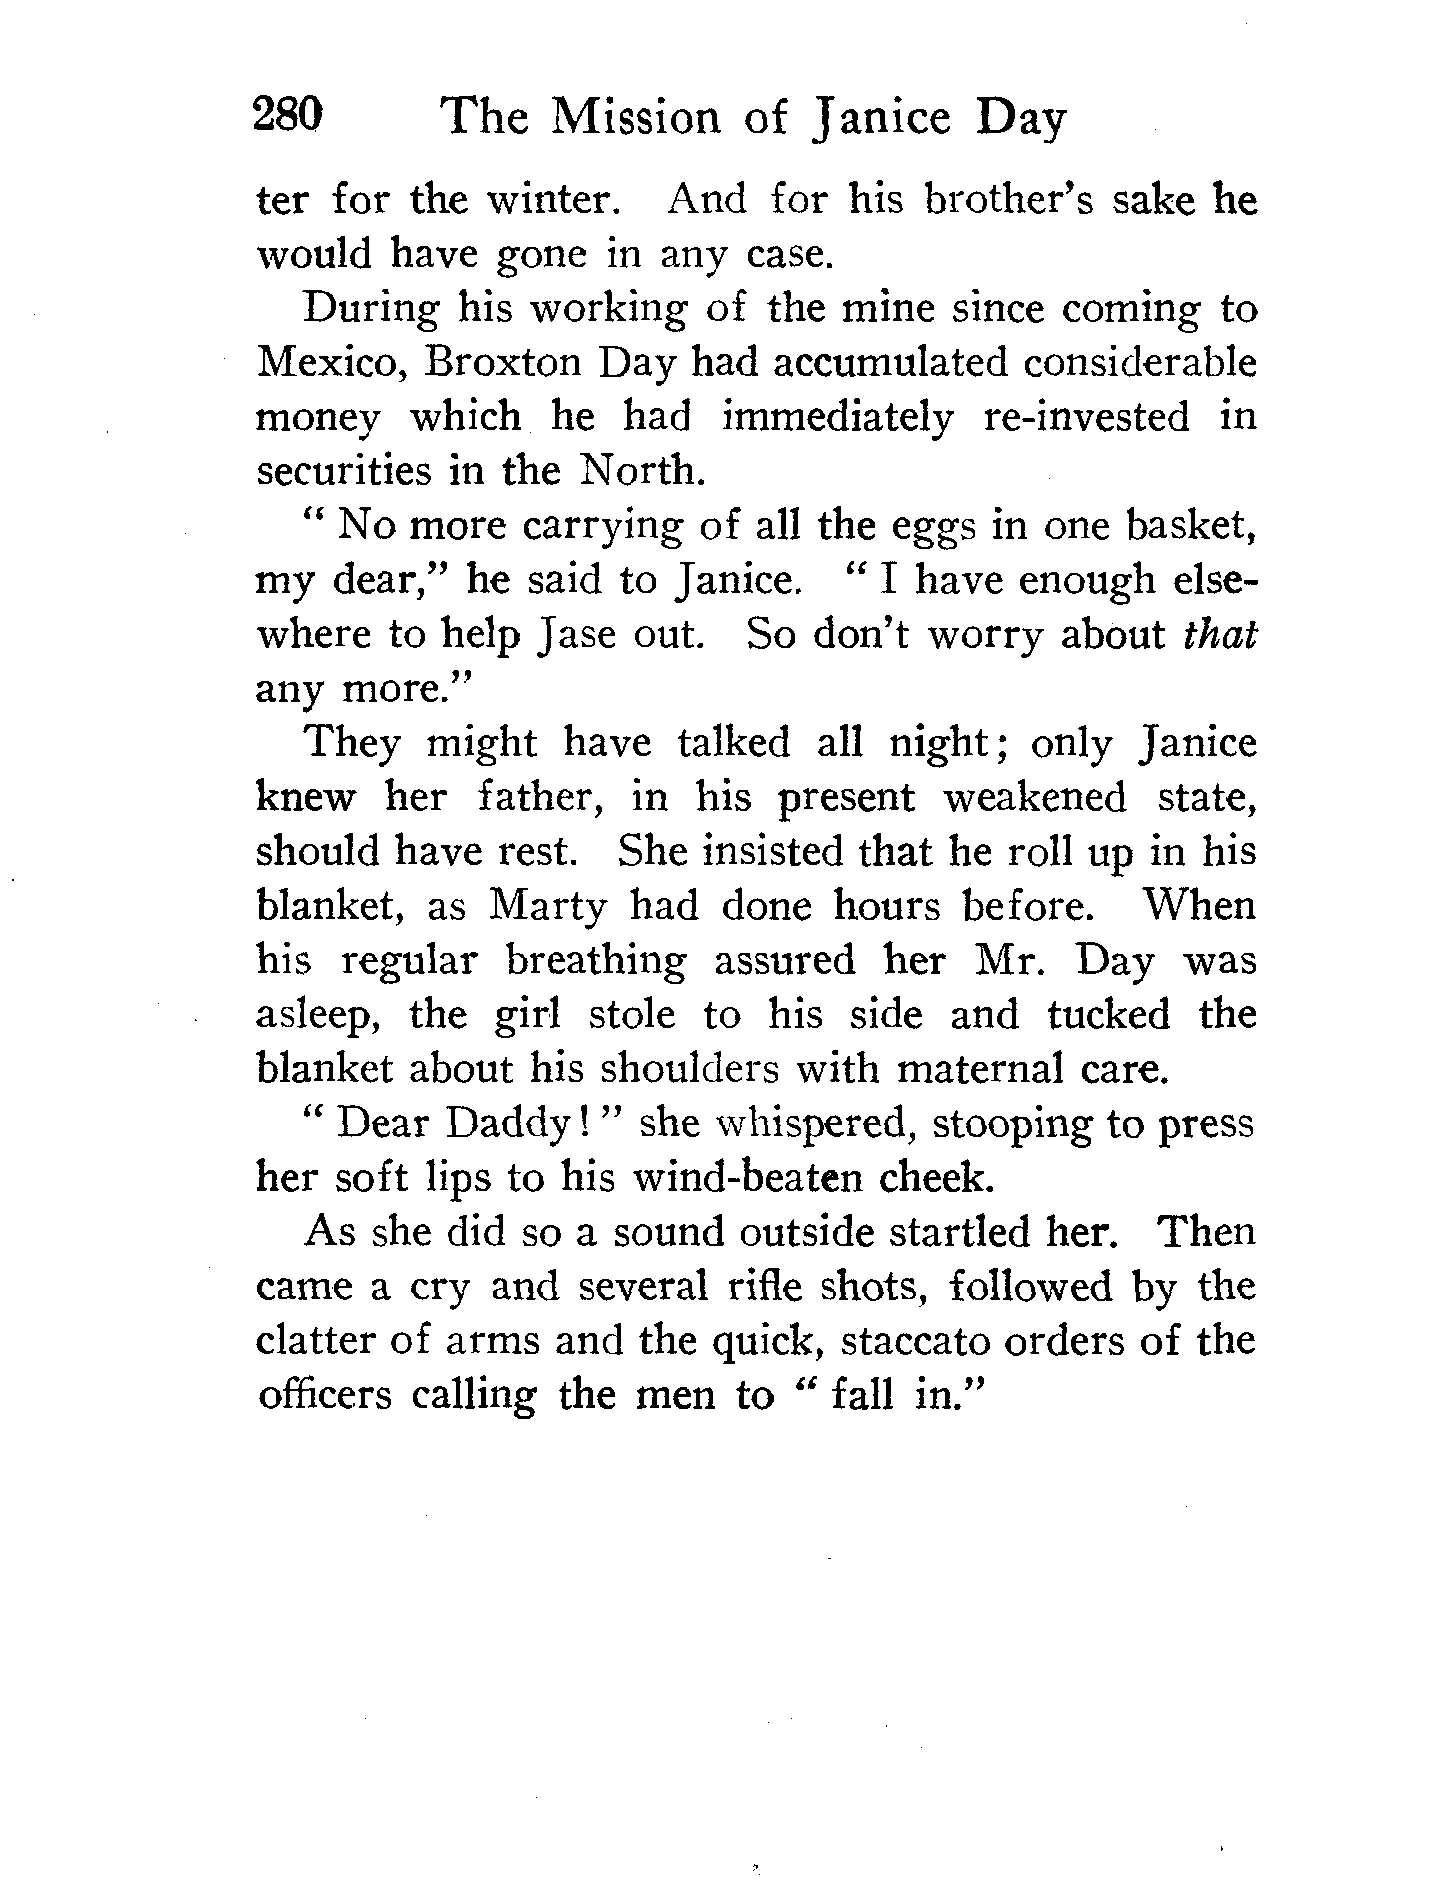 280 The Mission of Janice Day
ter for the winter. And for his brother's sake he
would have gone in any case.
During his working of the mine since coming to
Mexico, Broxton Day had accumulated considerable
money which he had immediately re-invested in
securities in the North.
" No more carrying of all the eggs in one basket,
my dear," he said to Janice. " I have enough else-
where to help Jase out. So don't worry about that
any more."
They might have talked all night; only Janice
knew her father, in his present weakened state,
should have rest. She insisted that he roll up in his
blanket, as Marty had done hours before. When
his regular breathing assured her Mr. Day was
asleep, the girl stole to his side and tucked the
blanket about his shoulders with maternal care.
" Dear Daddy! " she whispered, stooping to press
her soft lips to his wind-beaten cheek.
As she did so a sound outside startled her. Then
came a cry and several rifle shots, followed by the
clatter of arms and the quick, staccato orders of the
officers calling the men to " fall in."